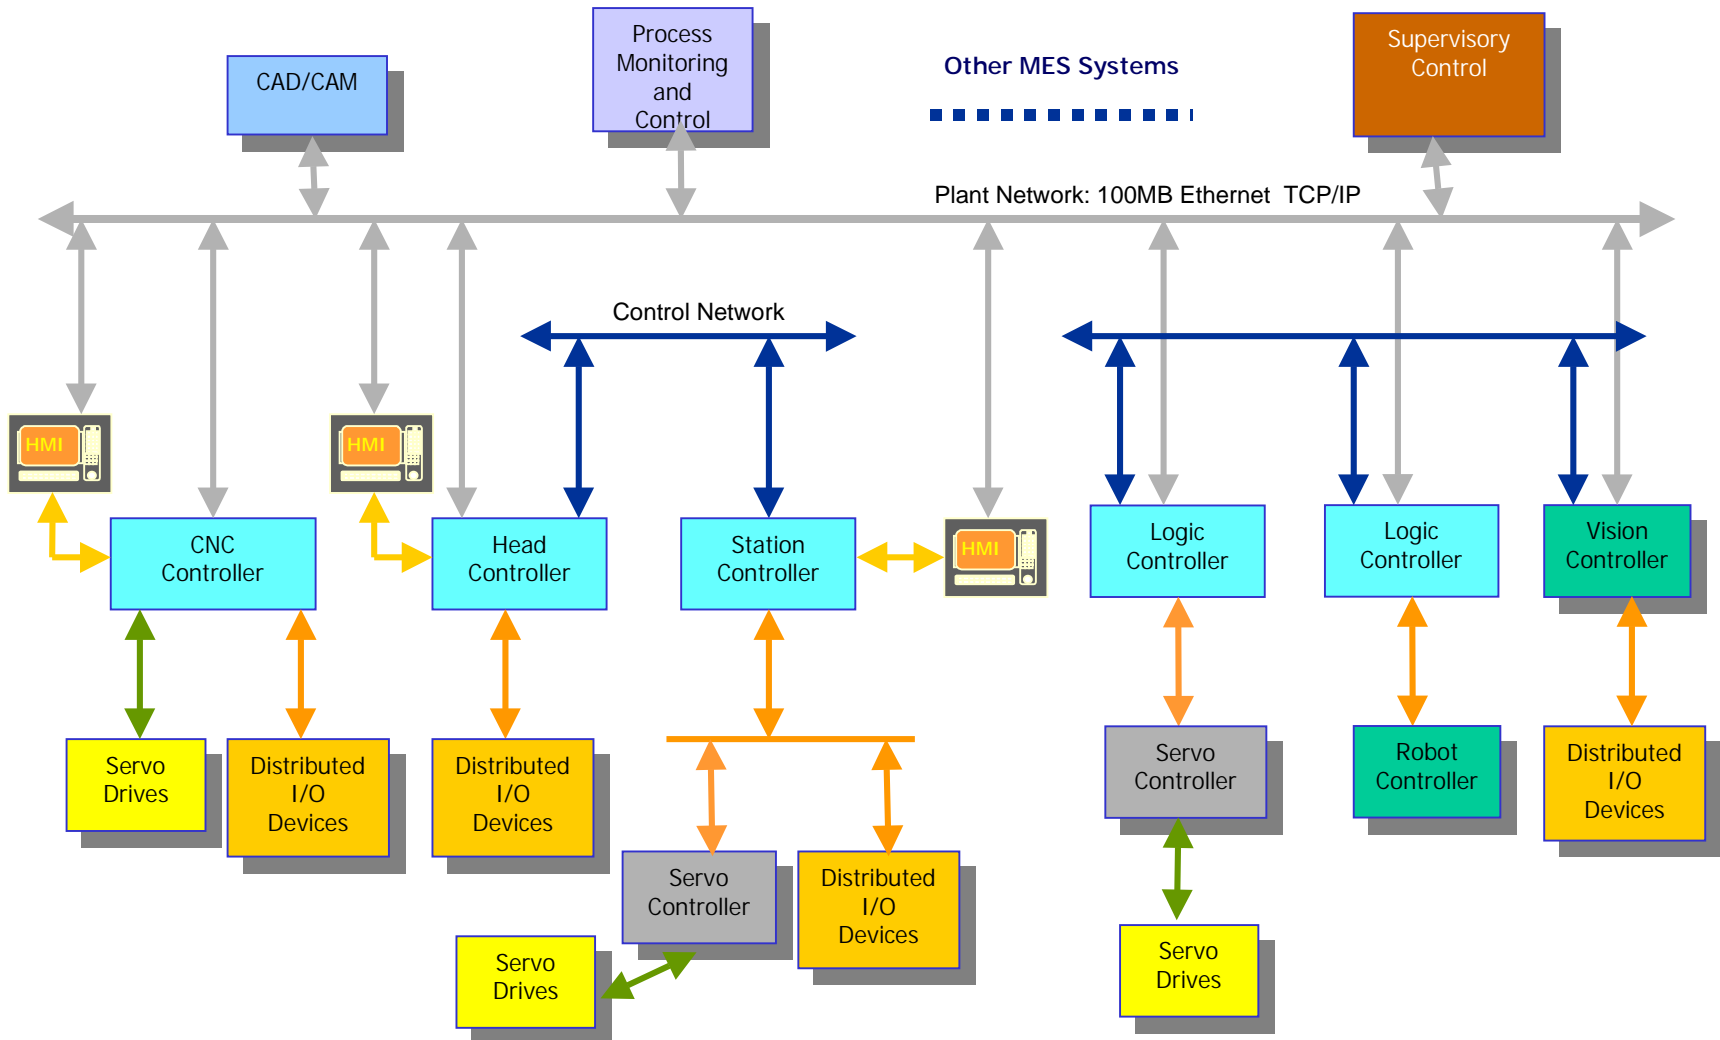 CAD/CAM
Process
Monitoring
and
Control
Other MES Systems
Supervisory
Control
Plant Network: 100MB Ethernet TCP/IP
Control Network
HMI
HMI
HMI
CNC
Controller
Head
Controller
Station
Controller
Logic
Controller
Logic
Controller
Vision
Controller
Servo
Drives
Distributed
I/O
Devices
Distributed
I/O
Devices
Servo
Controller
Distributed
I/O
Devices
Servo
Drives
Servo
Controller
Robot
Controller
Distributed
I/O
Devices
Servo
Drives